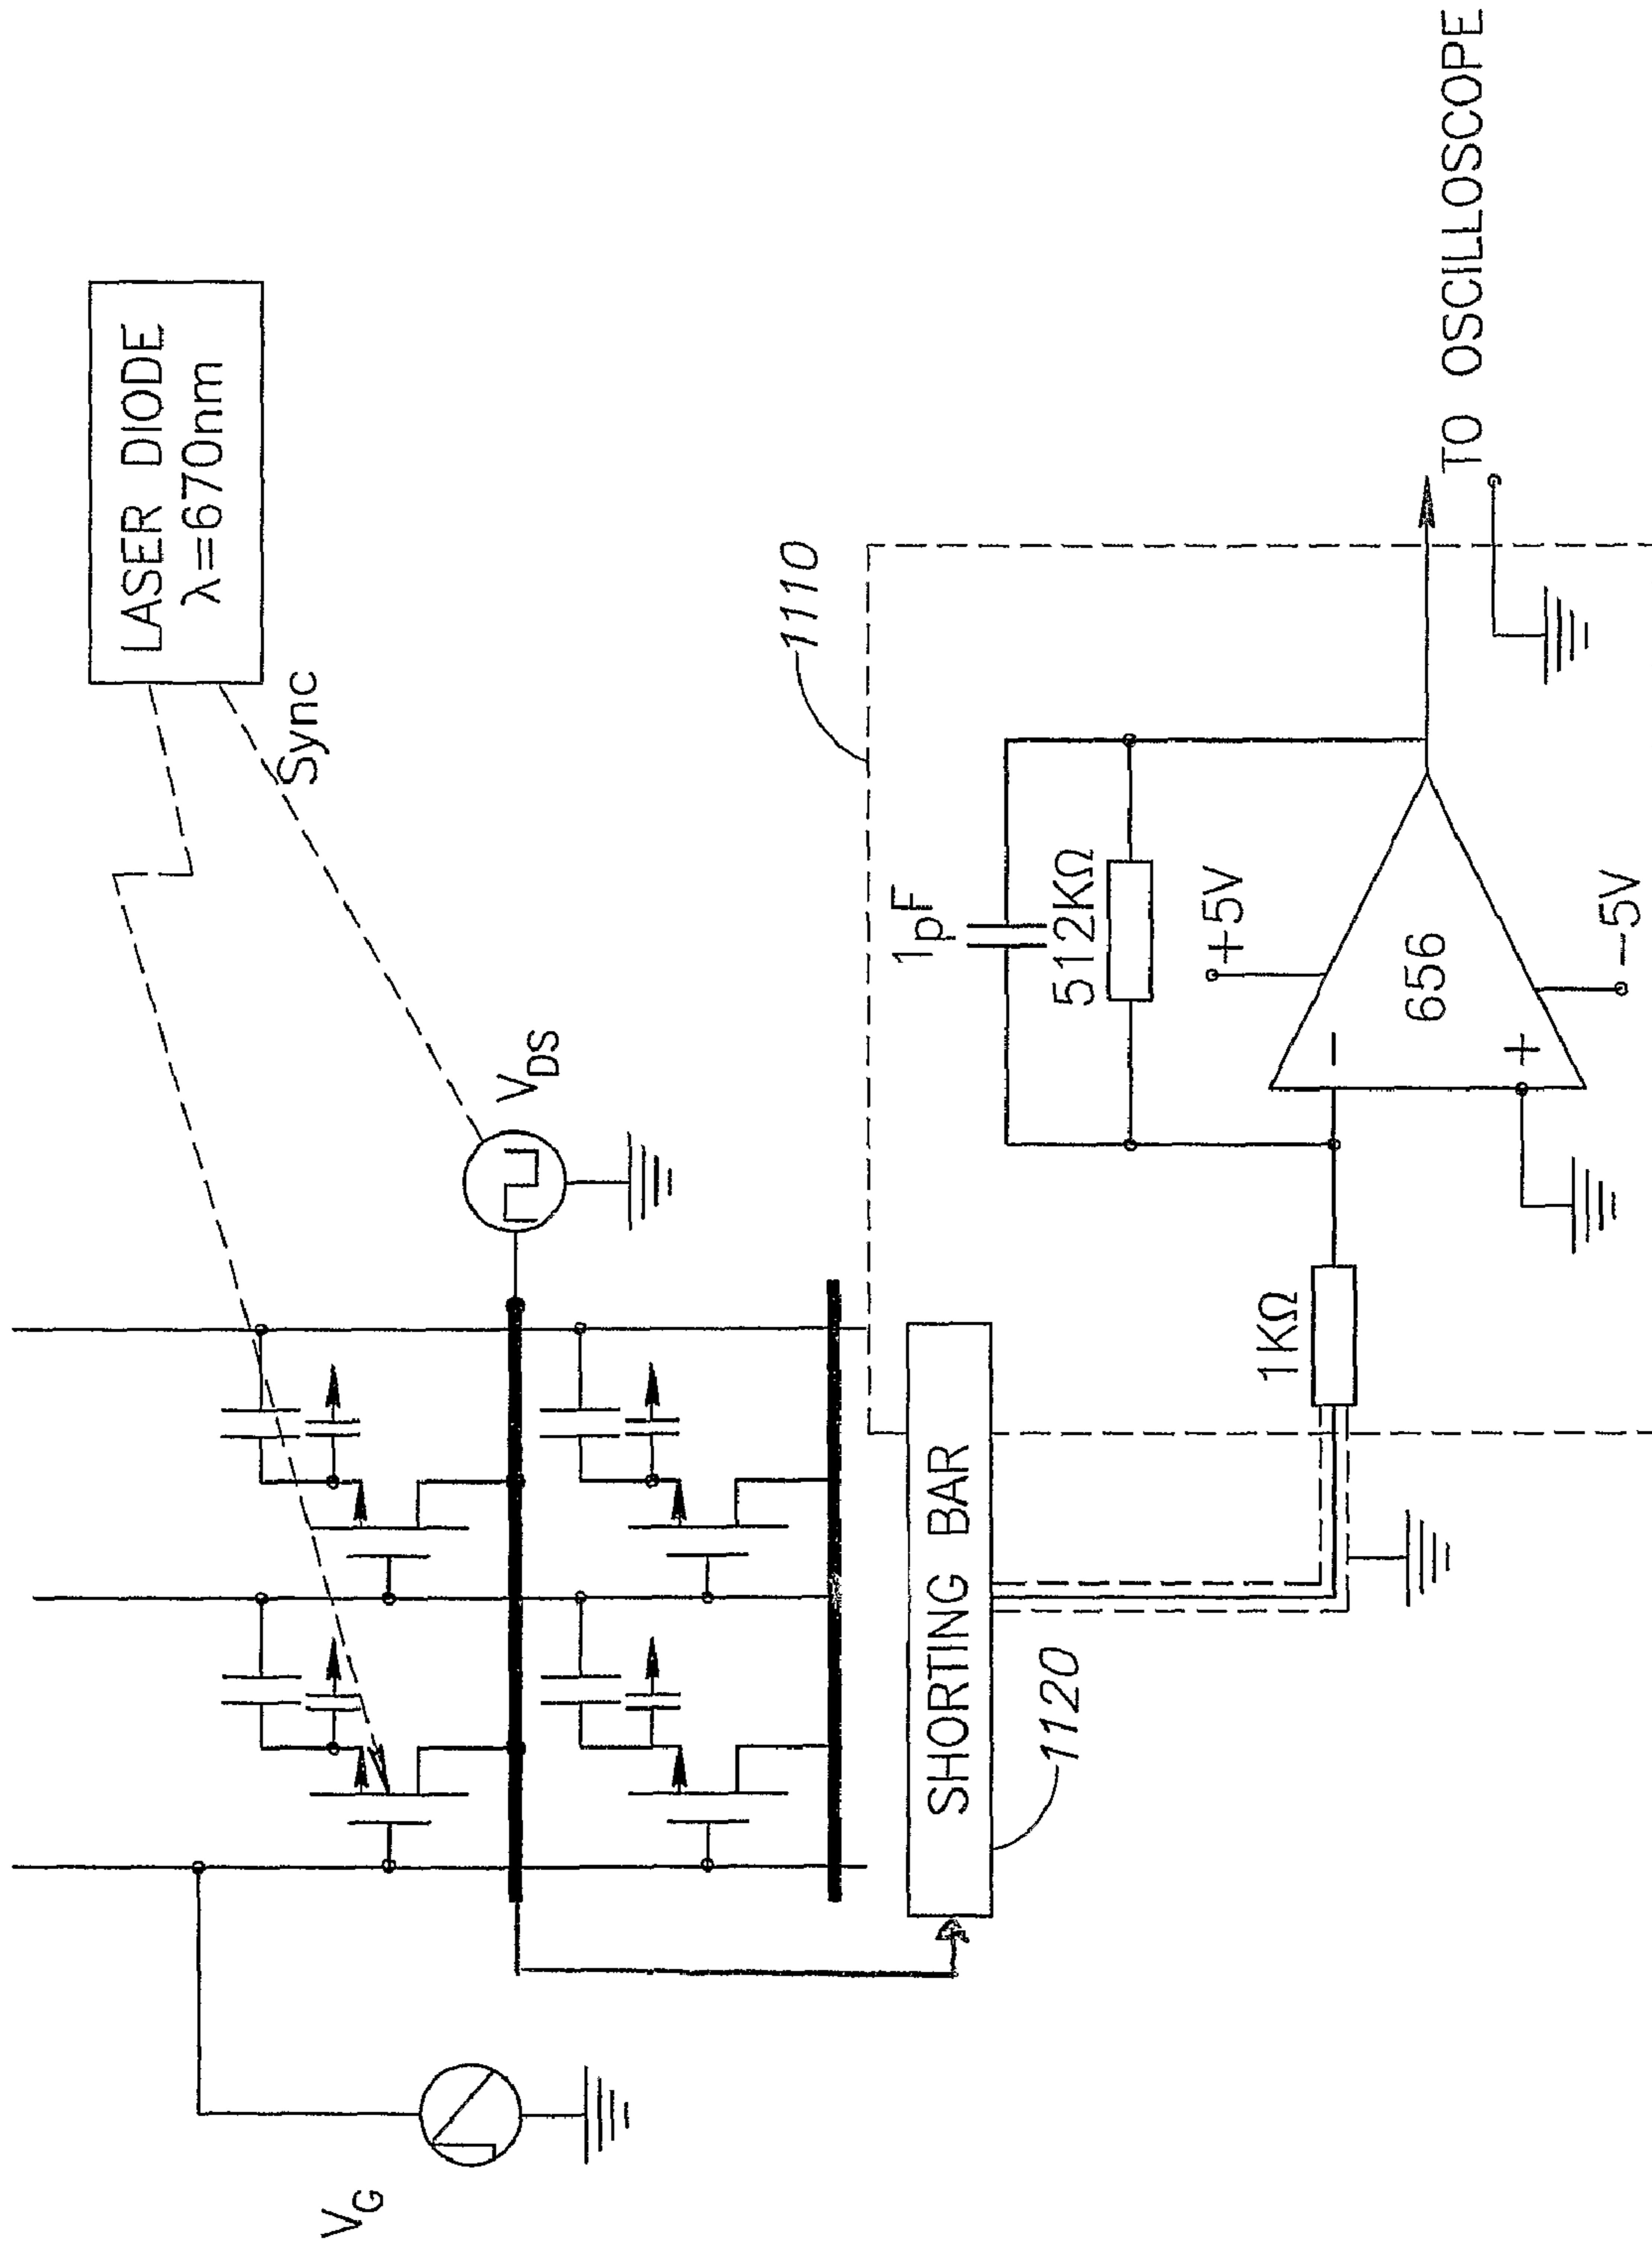 LASER DIODE
λ=670nm
Sync
V_G
V_DS
1110
1pF
512KΩ
+5V
656
-5V
−
+
1KΩ
SHORTING BAR
1120
TO OSCILLOSCOPE